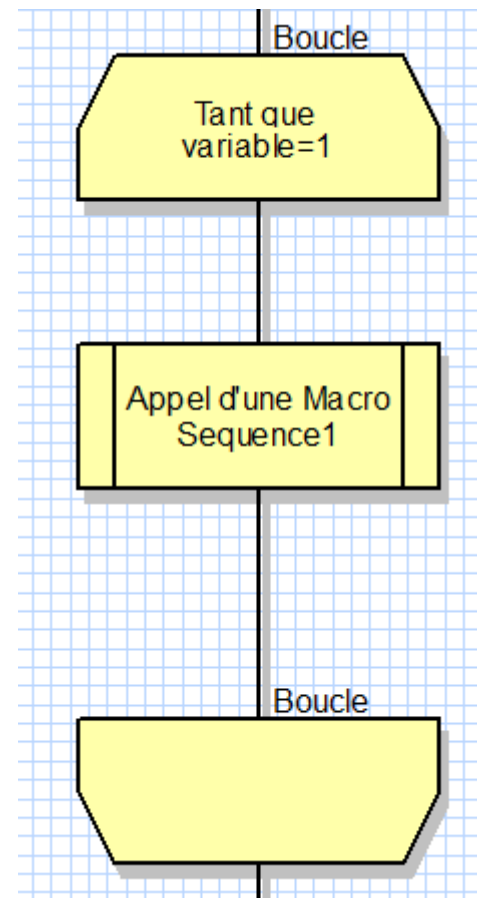 Boucle
Tant que
variable=1
Appel d'une Macro
Sequence1
Boucle